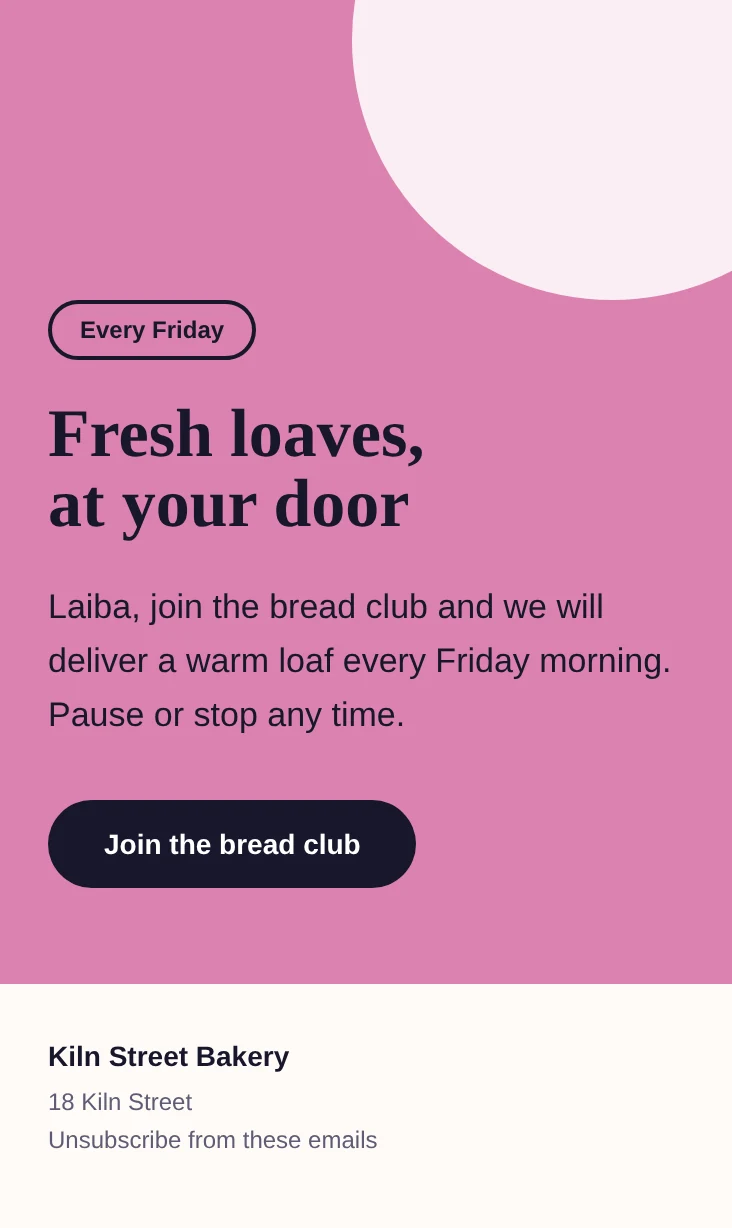 Every Friday
Fresh loaves,
at your door
Laiba, join the bread club and we will
deliver a warm loaf every Friday morning.
Pause or stop any time.
Join the bread club
Kiln Street Bakery
18 Kiln Street
Unsubscribe from these emails